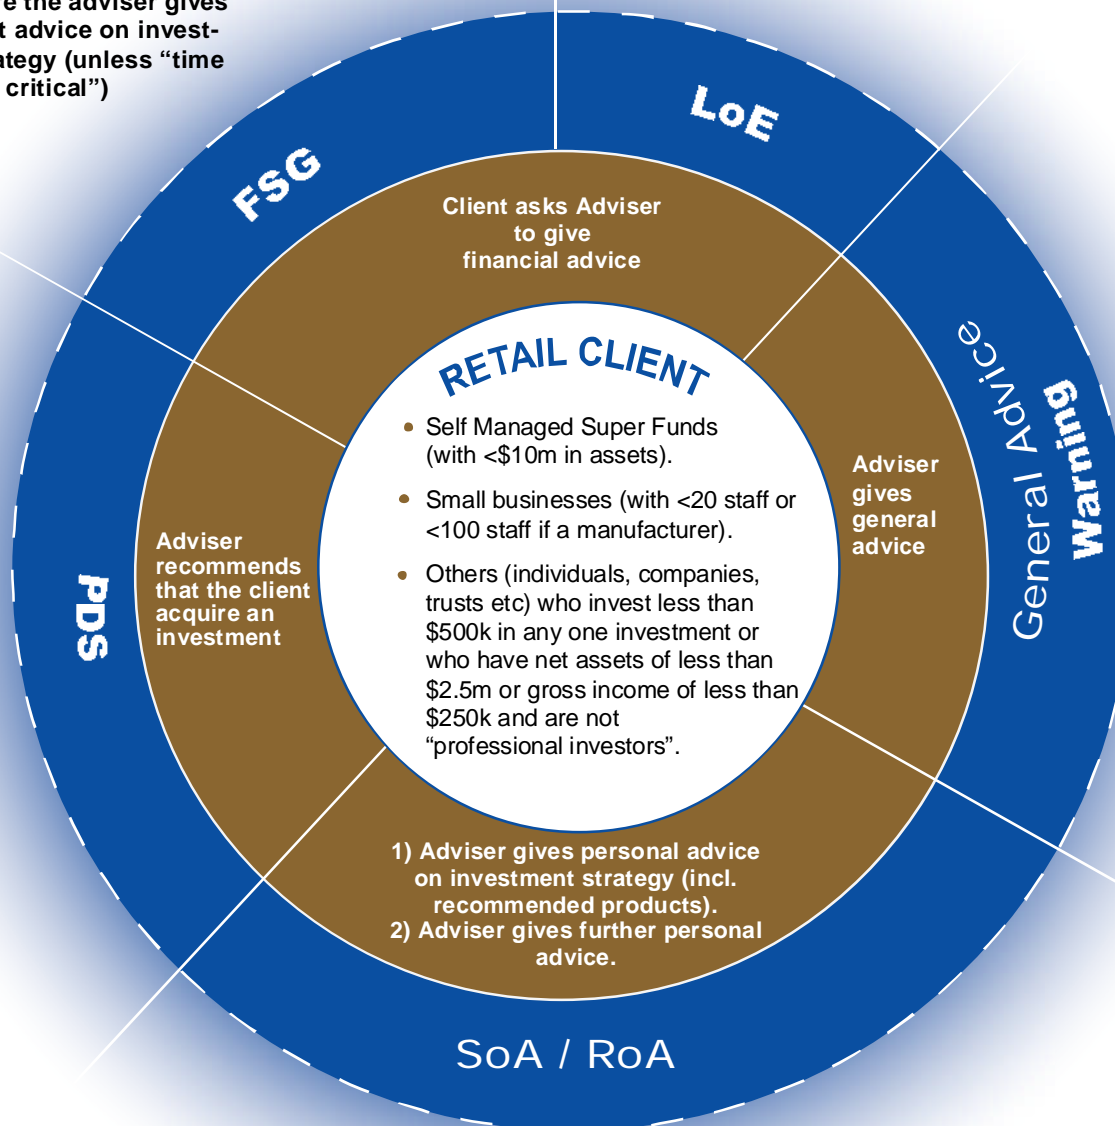 re the adviser gives
t advice on invest-
ategy (unless “time
critical”)
FSG
LoE
Client asks Adviser
to give
financial advice
General Advice
Warning
Adviser
gives
general
advice
PDS
Adviser
recommends
that the client
acquire an
investment
RETAIL CLIENT
• Self Managed Super Funds
(with <$10m in assets).
• Small businesses (with <20 staff or
<100 staff if a manufacturer).
• Others (individuals, companies,
trusts etc) who invest less than
$500k in any one investment or
who have net assets of less than
$2.5m or gross income of less than
$250k and are not
“professional investors”.
1) Adviser gives personal advice
on investment strategy (incl.
recommended products).
2) Adviser gives further personal
advice.
SoA / RoA